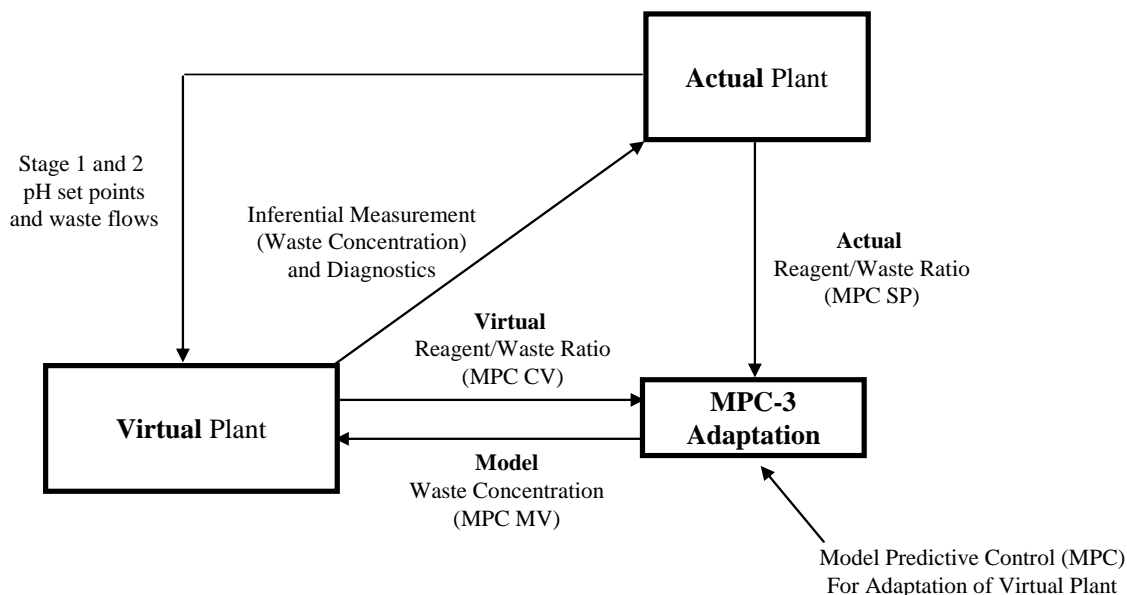 Actual Plant
Stage 1 and 2
pH set points
and waste flows
Inferential Measurement
(Waste Concentration)
and Diagnostics
Actual
Reagent/Waste Ratio
(MPC SP)
Virtual
Reagent/Waste Ratio
(MPC CV)
Virtual Plant
MPC-3
Adaptation
Model
Waste Concentration
(MPC MV)
Model Predictive Control (MPC)
For Adaptation of Virtual Plant